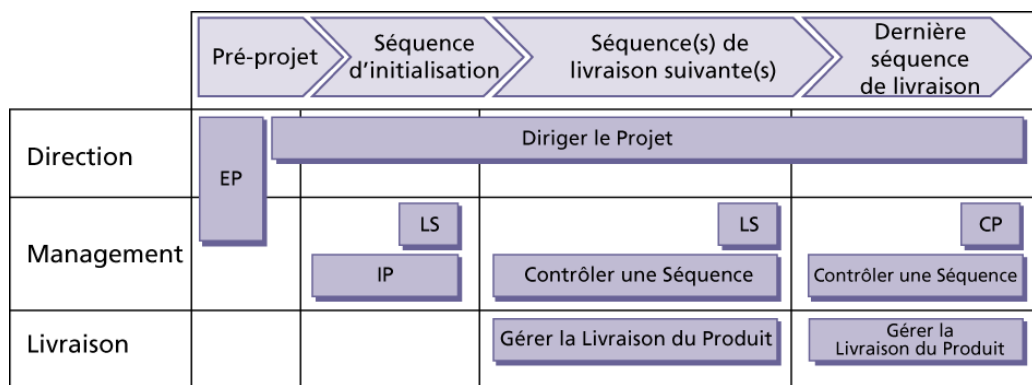 Pré-projet
Séquence
d'initialisation
Séquence(s) de
livraison suivante(s)
Dernière
séquence
de livraison
Direction
EP
Diriger le Projet
Management
LS
LS
CP
IP
Contrôler une Séquence
Contrôler une Séquence
Livraison
Gérer la Livraison du Produit
Gérer la
Livraison du Produit